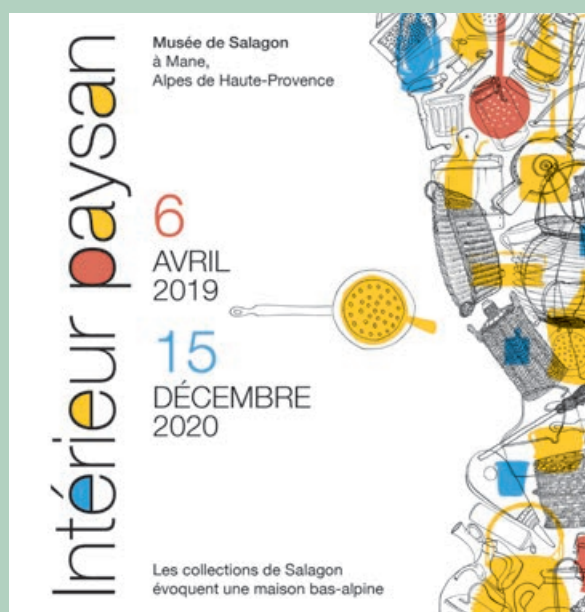 Intérieur paysan
Musée de Salagon
à Mane,
Alpes de Haute-Provence
6
AVRIL
2019
15
DÉCEMBRE
2020
Les collections de Salagon
évoquent une maison bas-alpine